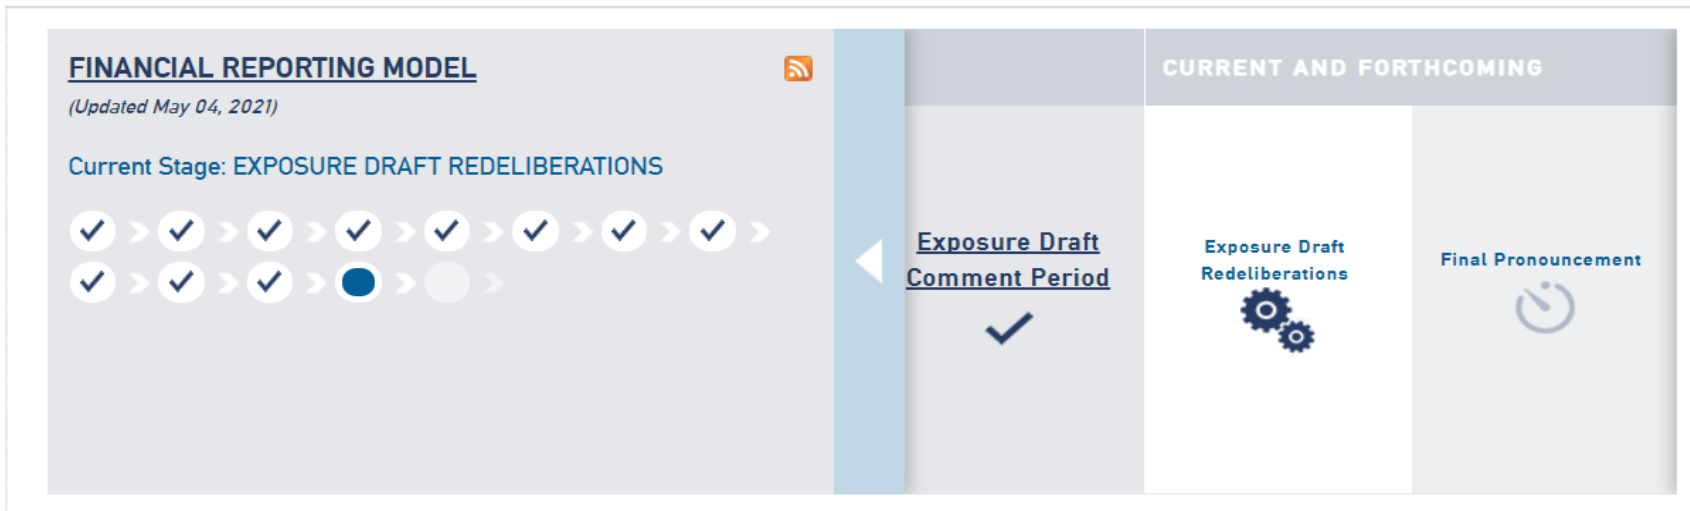 FINANCIAL REPORTING MODEL
(Updated May 04, 2021)
Current Stage: EXPOSURE DRAFT REDELIBERATIONS
CURRENT AND FORTHCOMING
Exposure Draft
Comment Period
Exposure Draft
Redeliberations
Final Pronouncement